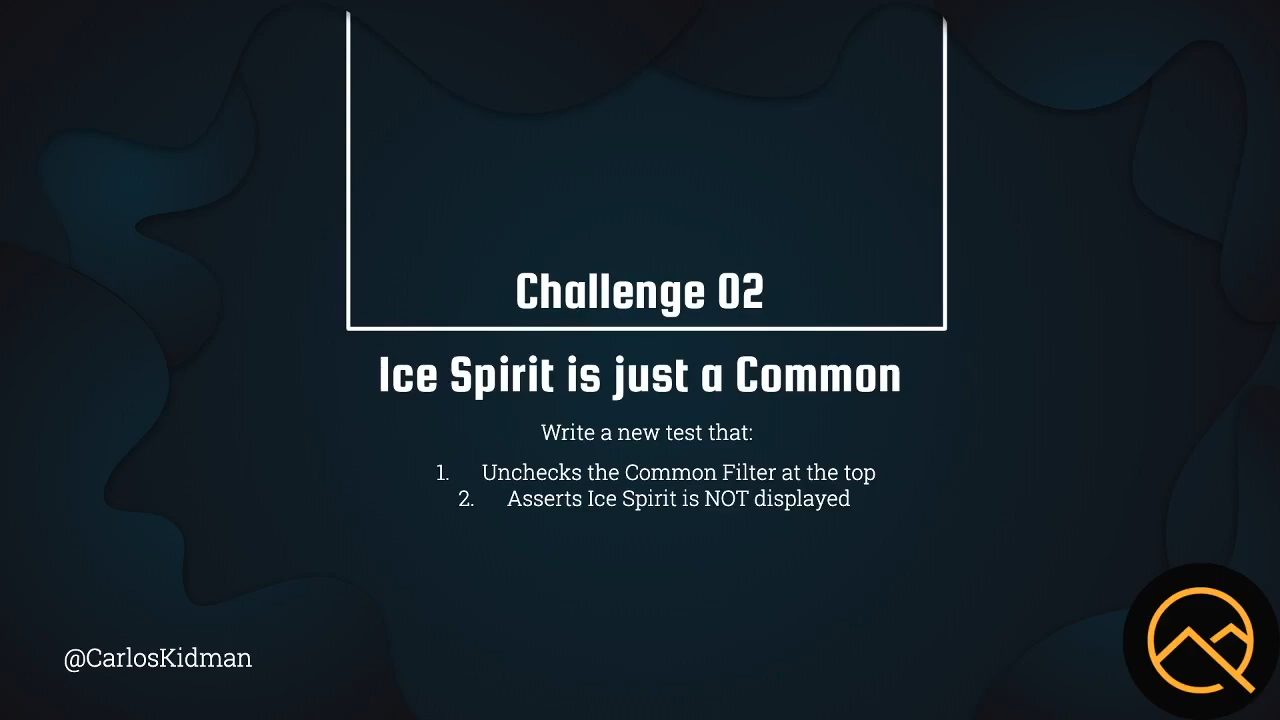 Challenge 02
Ice Spirit is just a Common
Write a new test that:
1. Unchecks the Common Filter at the top
2. Asserts Ice Spirit is NOT displayed
@CarlosKidman